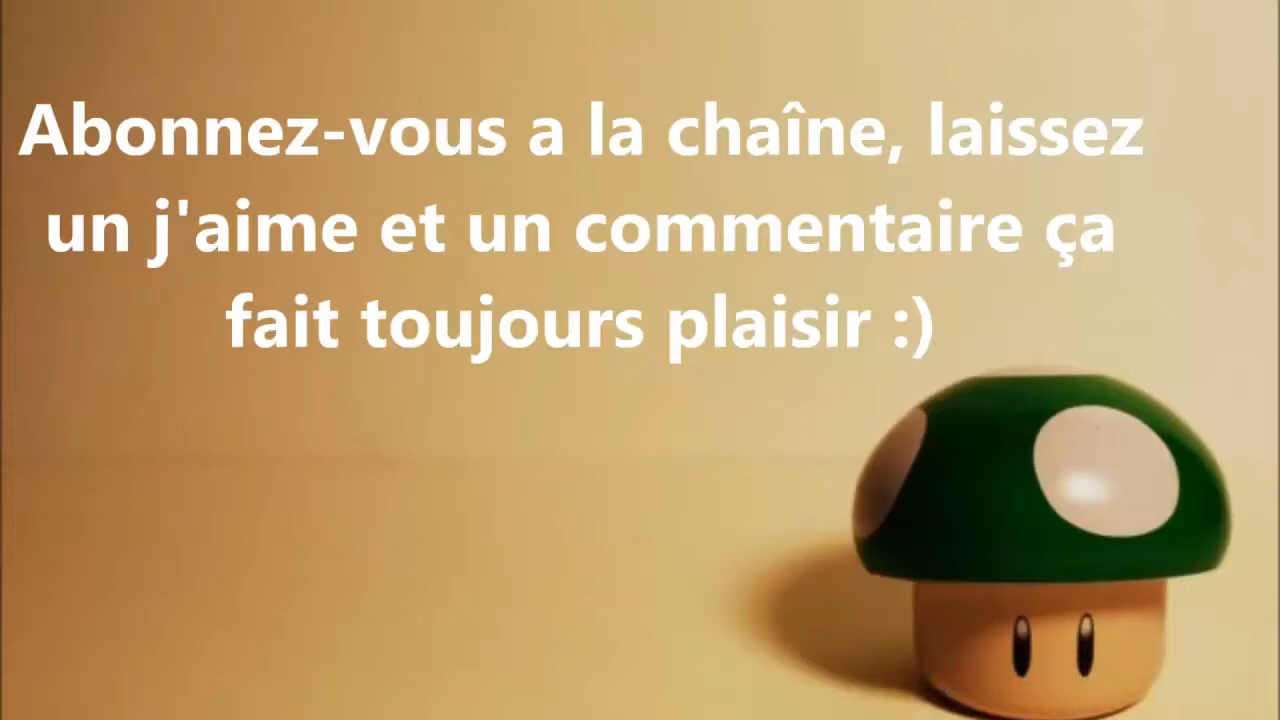 Abonnez-vous a la chaîne, laissez
un j'aime et un commentaire ça
fait toujours plaisir :)